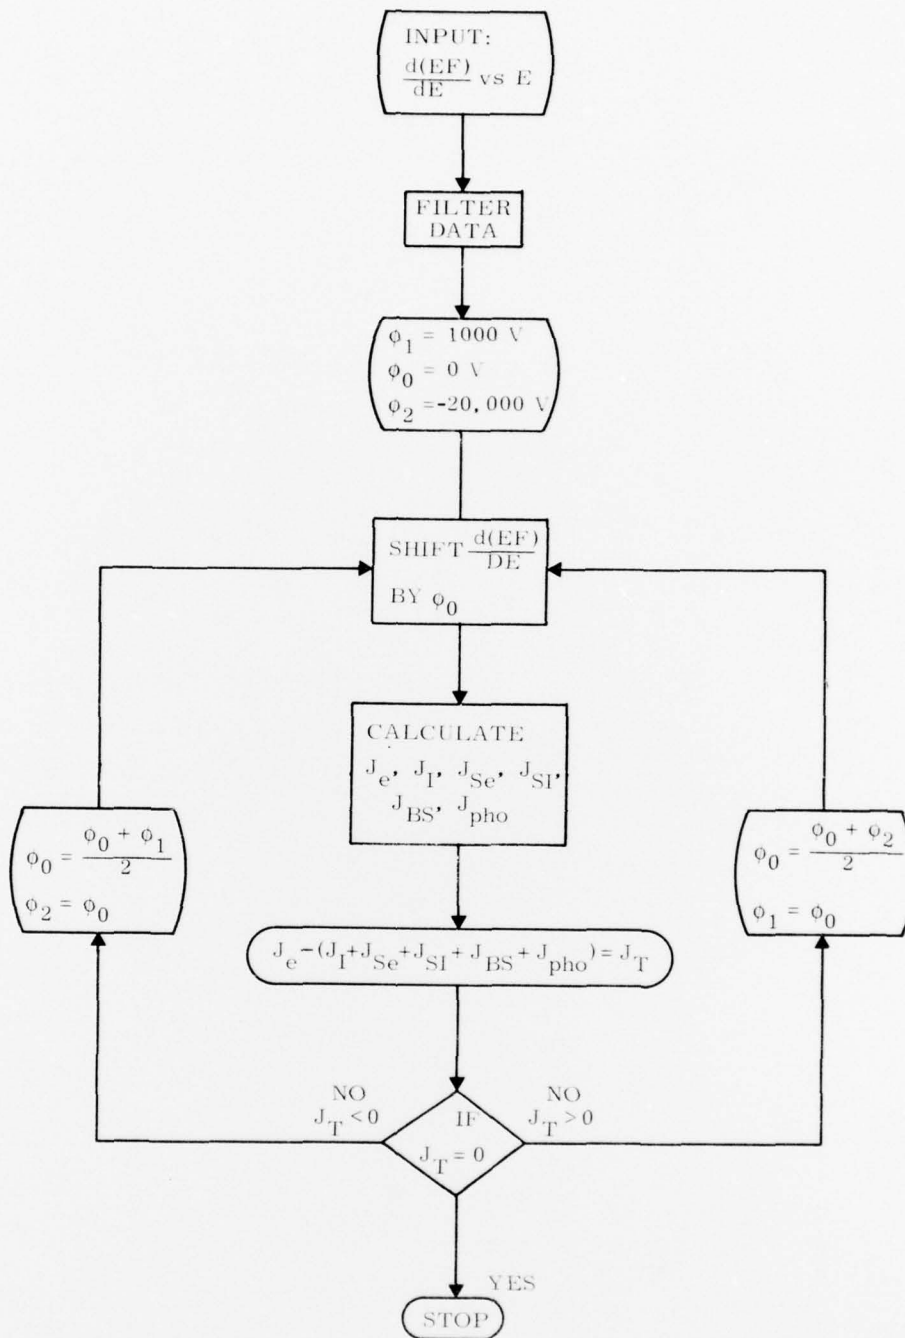 INPUT:
d(EF)
dE
vs E
FILTER
DATA
φ1 = 1000 V
φ0 = 0 V
φ2 =-20,000 V
SHIFT d(EF)
DE
BY φ0
CALCULATE
Je, JI, JSe, JSI,
JBS, Jpho
φ0 = φ0 + φ1
2
φ2 = φ0
φ0 = φ0 + φ2
2
φ1 = φ0
Je-(JI+JSe+JSI+JBS+Jpho)=JT
NO
JT<0
IF
JT=0
NO
JT>0
YES
STOP